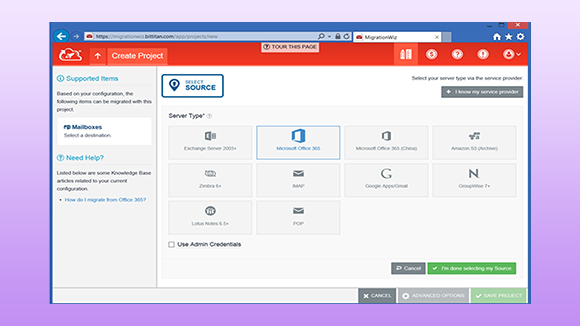 https://migrationwiz.bittitan.com/app/projects/new
MigrationWiz
TOUR THIS PAGE
Create Project
Supported Items
Based on your configuration, the
following items can be migrated with this
project.
Mailboxes
Select a destination.
Need Help?
Listed below are some Knowledge Base
articles related to your current
configuration.
How do I migrate from Office 365?
SELECT
SOURCE
Select your server type via the service provider.
+ I know my service provider
Server Type*
Exchange Server 2003+
Microsoft Office 365
Microsoft Office 365 (China)
Amazon S3 (Archive)
Zimbra 6+
IMAP
Google Apps/Gmail
GroupWise 7+
Lotus Notes 6.5+
POP
Use Admin Credentials
Cancel
I'm done selecting my Source
CANCEL
ADVANCED OPTIONS
SAVE PROJECT